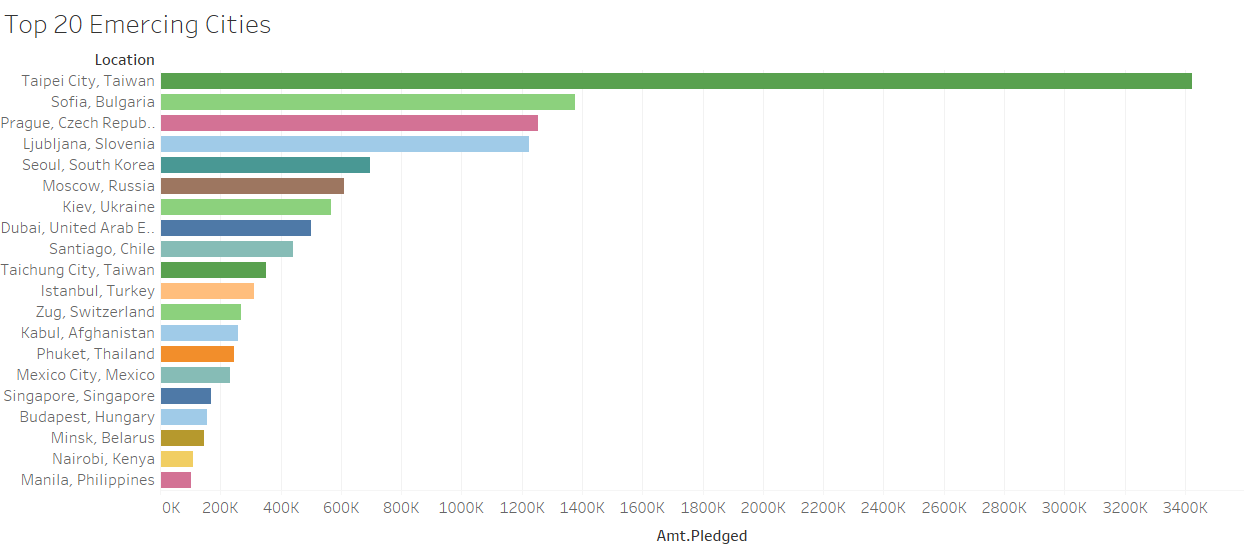 Top 20 Emercing Cities
Location
Taipei City, Taiwan
Sofia, Bulgaria
Prague, Czech Repub..
Ljubljana, Slovenia
Seoul, South Korea
Moscow, Russia
Kiev, Ukraine
Dubai, United Arab E..
Santiago, Chile
Taichung City, Taiwan
Istanbul, Turkey
Zug, Switzerland
Kabul, Afghanistan
Phuket, Thailand
Mexico City, Mexico
Singapore, Singapore
Budapest, Hungary
Minsk, Belarus
Nairobi, Kenya
Manila, Philippines
0K 200K 400K 600K 800K 1000K 1200K 1400K 1600K 1800K 2000K 2200K 2400K 2600K 2800K 3000K 3200K 3400K
Amt.Pledged